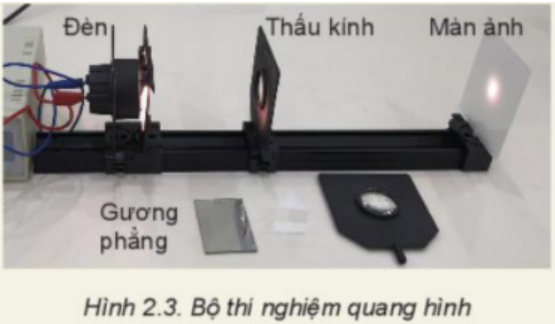 Đèn
Thấu kính
Màn ảnh
Gương
phẳng
Hình 2.3. Bộ thí nghiệm quang hình